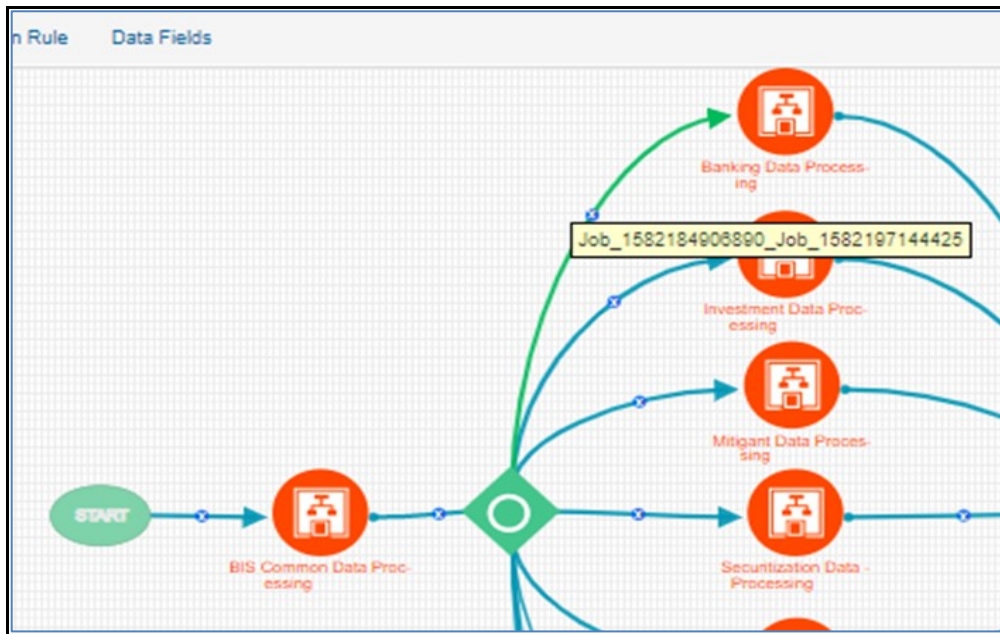 n Rule Data Fields
Banking Data Process-
ing
Job_1582184906890_Job_1582197144425
Investment Data Proc-
essing
Mitigant Data Proces-
sing
START
BIS Common Data Proc-
essing
Securitization Data -
Processing